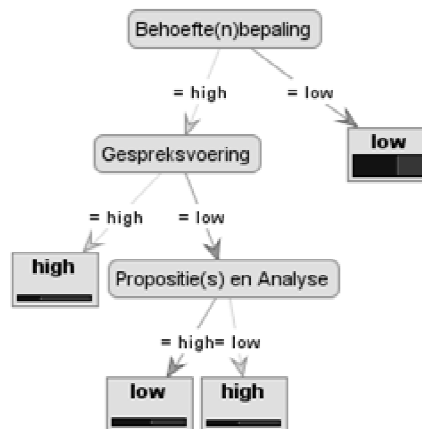 Behoefte(n)bepaling
= high
= low
low
Gespreksvoering
= high
= low
high
Propositie(s) en Analyse
= high= low
low
high